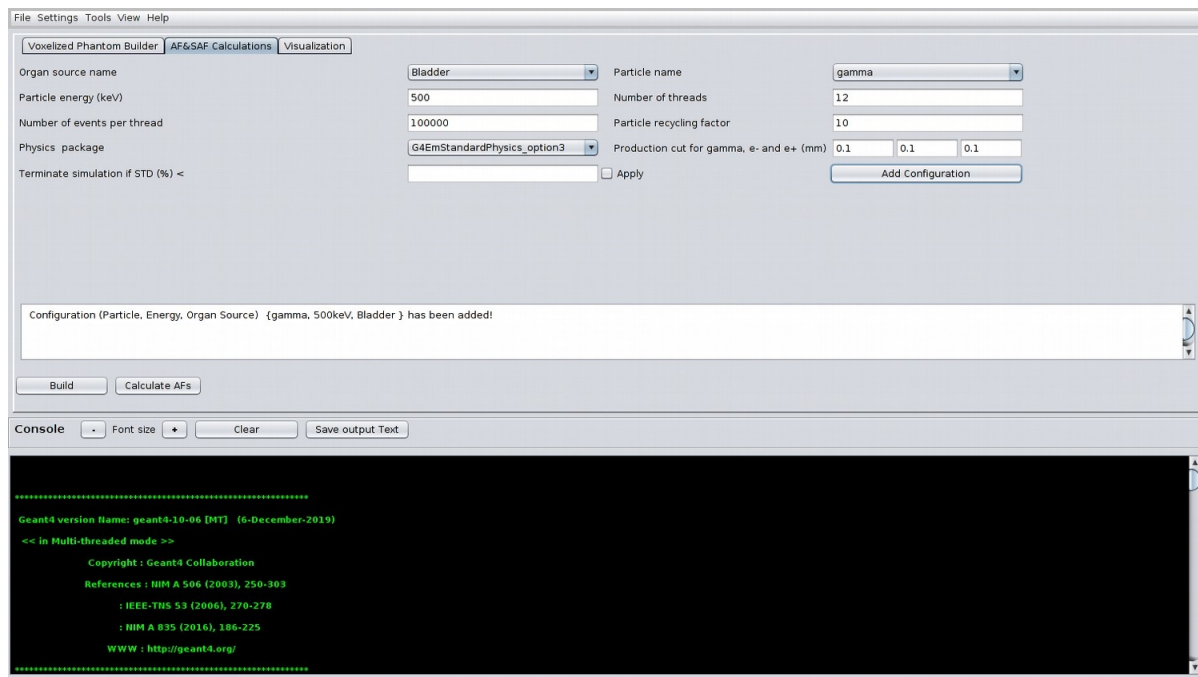 File Settings Tools View Help
Voxelized Phantom Builder AF&SAF Calculations Visualization
Organ source name Bladder Particle name gamma
Particle energy (keV) 500 Number of threads 12
Number of events per thread 100000 Particle recycling factor 10
Physics package G4EmStandardPhysics_option3 Production cut for gamma, e- and e+ (mm) 0.1 0.1 0.1
Terminate simulation if STD (%) < Apply Add Configuration
Configuration (Particle, Energy, Organ Source) {gamma, 500keV, Bladder } has been added!
Build Calculate AFs
Console - Font size + Clear Save output Text
**************************************************************
Geant4 version Name: geant4-10-06 [MT] (6-December-2019)
<< in Multi-threaded mode >>
Copyright : Geant4 Collaboration
References : NIM A 506 (2003), 250-303
: IEEE-TNS 53 (2006), 270-278
: NIM A 835 (2016), 186-225
WWW : http://geant4.org/
**************************************************************